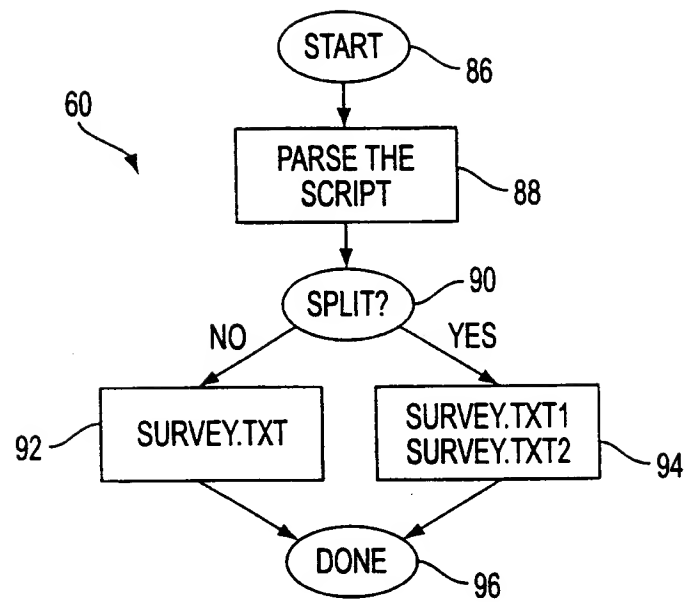 START
86
60
PARSE THE
SCRIPT
88
SPLIT?
90
NO
YES
92
SURVEY.TXT
SURVEY.TXT1
SURVEY.TXT2
94
DONE
96